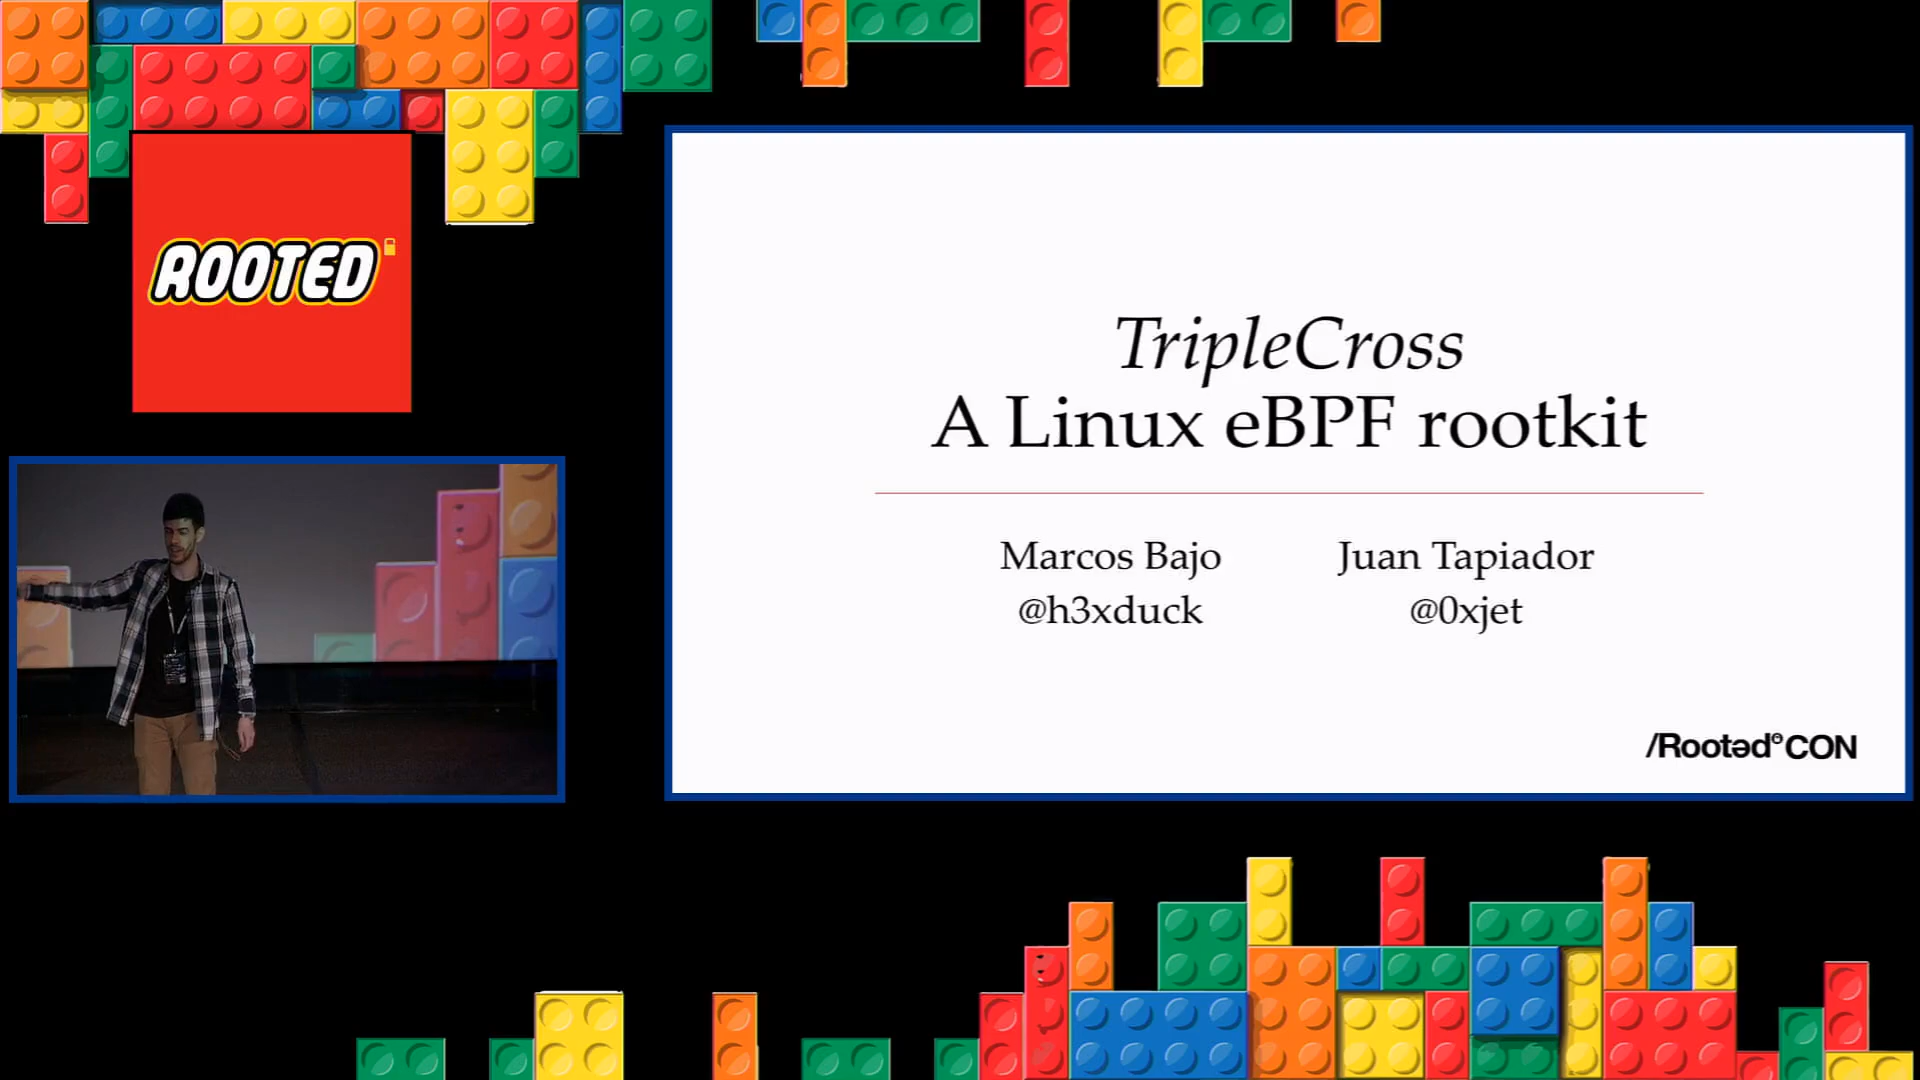 ROOTED
TripleCross
A Linux eBPF rootkit
Marcos Bajo
Juan Tapiador
@h3xduck
@0xjet
/Rootəd°CON